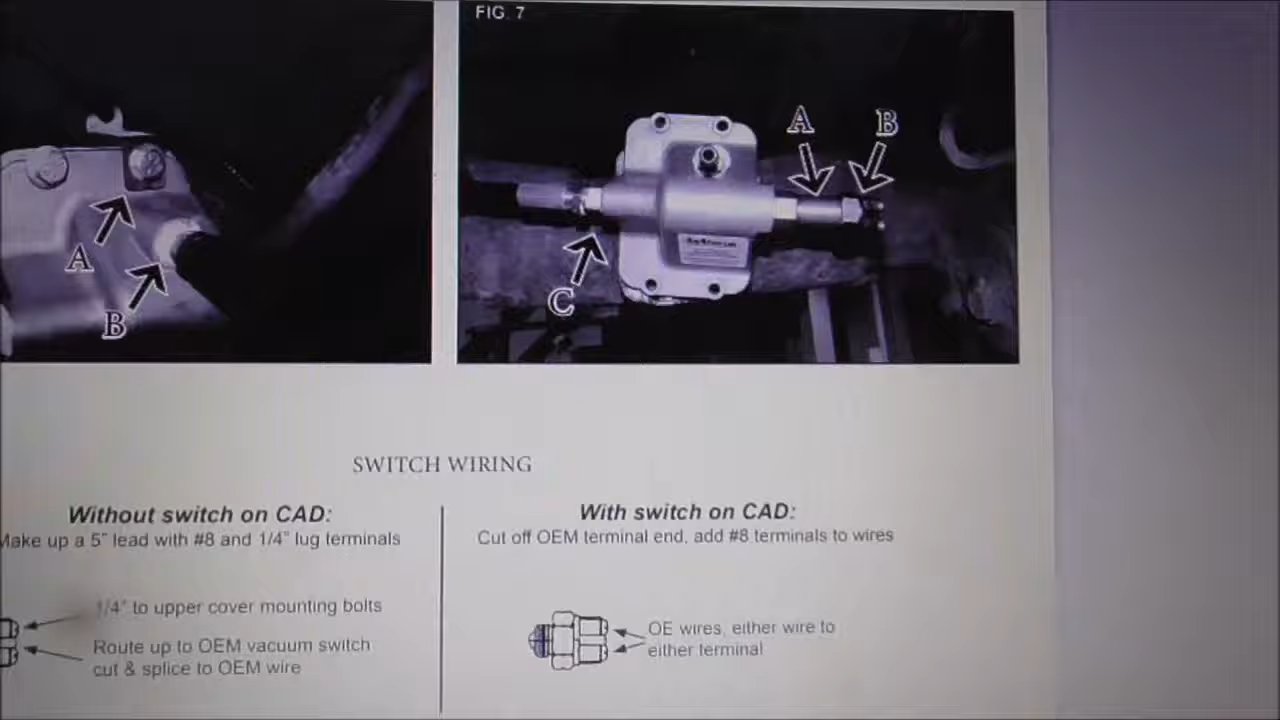 FIG. 7
A
B
A
B
C
SWITCH WIRING
Without switch on CAD:
Make up a 5" lead with #8 and 1/4" lug terminals
1/4" to upper cover mounting bolts
Route up to OEM vacuum switch
cut & splice to OEM wire
With switch on CAD:
Cut off OEM terminal end, add #8 terminals to wires
OE wires, either wire to
either terminal